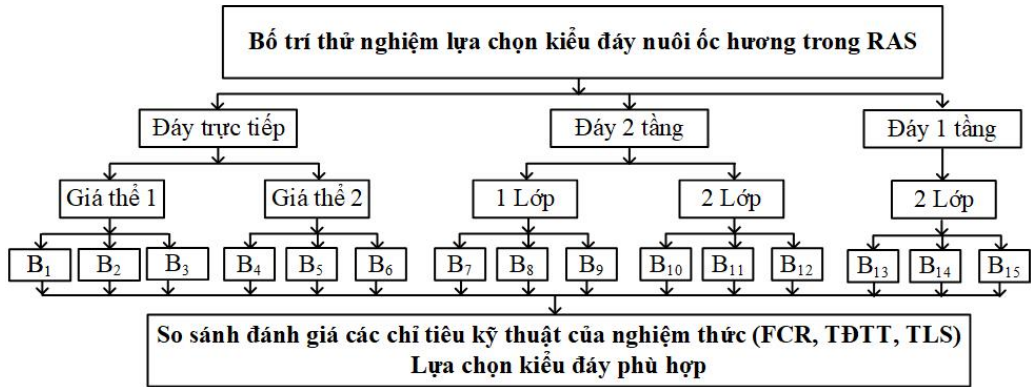 Bố trí thử nghiệm lựa chọn kiểu đáy nuôi ốc hương trong RAS
Đáy trực tiếp
Đáy 2 tầng
Đáy 1 tầng
Giá thể 1
Giá thể 2
1 Lớp
2 Lớp
2 Lớp
B₁
B₂
B₃
B₄
B₅
B₆
B₇
B₈
B₉
B₁₀
B₁₁
B₁₂
B₁₃
B₁₄
B₁₅
So sánh đánh giá các chỉ tiêu kỹ thuật của nghiệm thức (FCR, TĐTT, TLS)
Lựa chọn kiểu đáy phù hợp